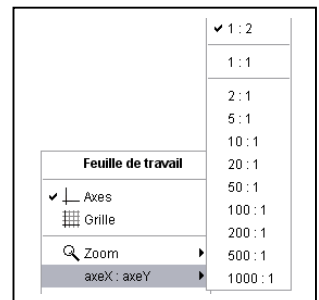 1 : 2
1 : 1
2 : 1
5 : 1
10 : 1
20 : 1
50 : 1
100 : 1
200 : 1
500 : 1
1000 : 1
Feuille de travail
Axes
Grille
Zoom
axeX : axeY